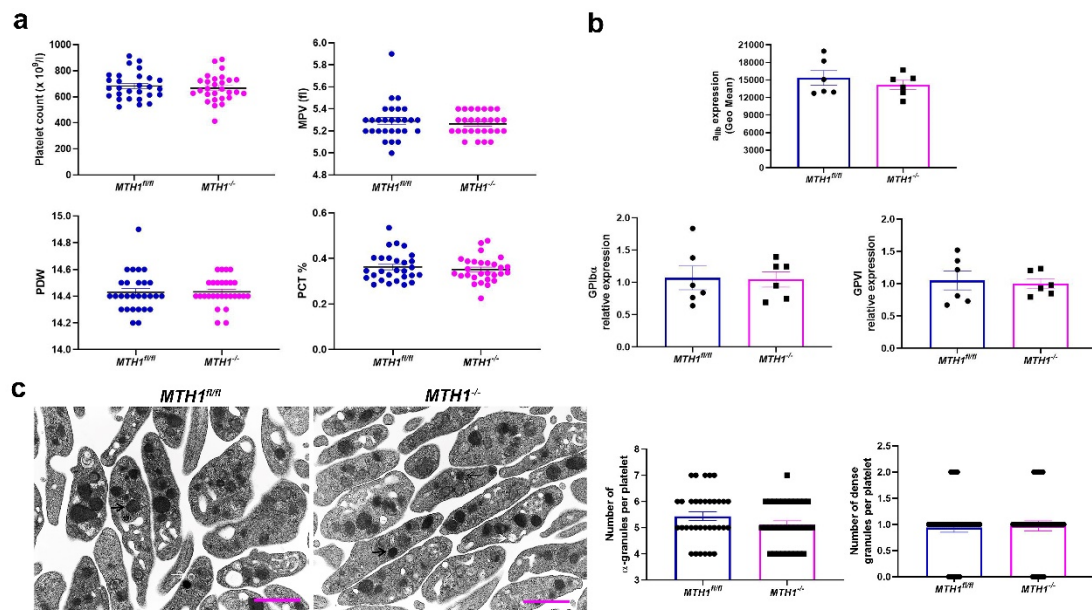 a
Platelet count (x 10⁹/l)
1000
800
600
400
200
0
MTH1fl/fl
MTH1-/-
MPV (fl)
6.0
5.6
5.2
4.8
MTH1fl/fl
MTH1-/-
PDW
15.0
14.8
14.6
14.4
14.2
14.0
MTH1fl/fl
MTH1-/-
PCT %
0.6
0.4
0.2
0.0
MTH1fl/fl
MTH1-/-
b
aIIb expression
(Geo Mean)
21000
18000
15000
12000
9000
6000
3000
0
MTH1fl/fl
MTH1-/-
GPIbα
relative expression
2.0
1.5
1.0
0.5
0.0
MTH1fl/fl
MTH1-/-
GPVI
relative expression
2.0
1.5
1.0
0.5
0.0
MTH1fl/fl
MTH1-/-
c
MTH1fl/fl
MTH1-/-
Number of
α-granules per platelet
8
7
6
5
4
3
MTH1fl/fl
MTH1-/-
Number of dense
granules per platelet
2.5
2.0
1.5
1.0
0.5
0.0
MTH1fl/fl
MTH1-/-